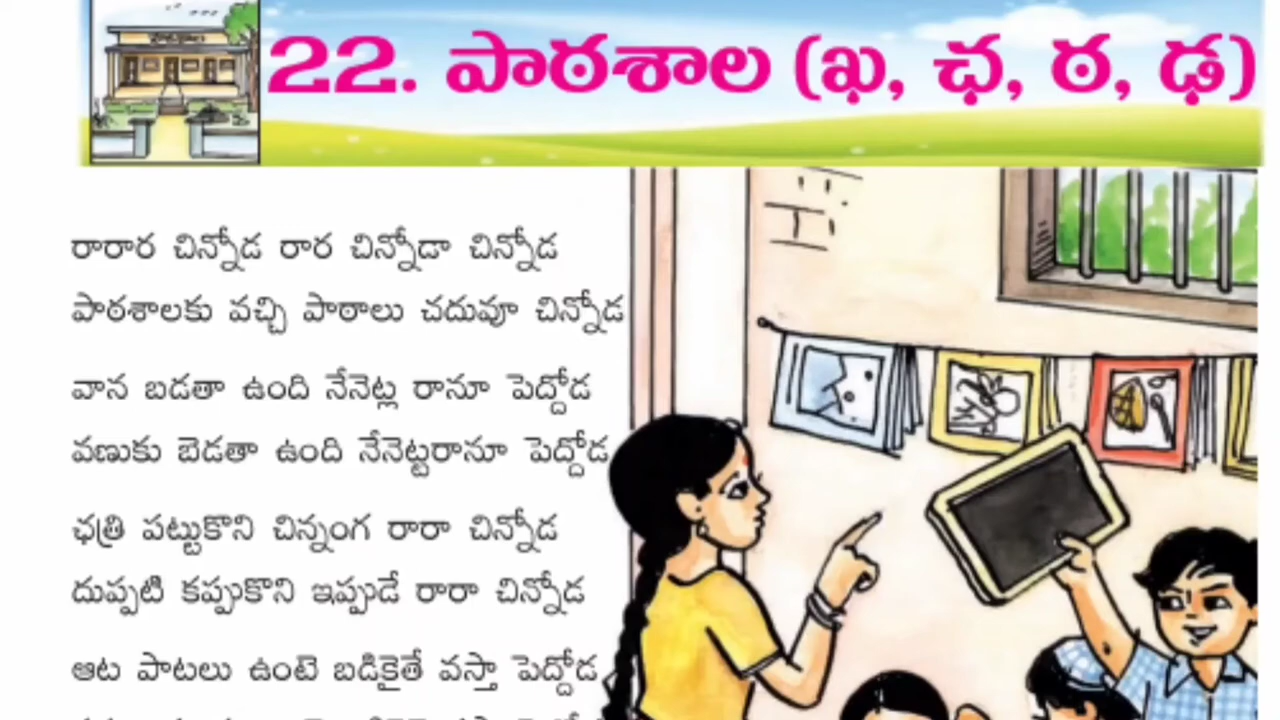 22. పాఠశాల (ఖ, ఛ, ఠ, ఢ)
రారార చిన్నోడ రార చిన్నోడా చిన్నోడ
పాఠశాలకు వచ్చి పాఠాలు చదువూ చిన్నోడ
వాన బడతా ఉంది నేనెట్ల రానూ పెద్దోడ
వణుకు బెడతా ఉంది నేనెట్టరానూ పెద్దోడ
ఛత్రి పట్టుకొని చిన్నంగ రారా చిన్నోడ
దుప్పటి కప్పుకొని ఇప్పుడే రారా చిన్నోడ
ఆట పాటలు ఉంటె బడికైతే వస్తా పెద్దోడ